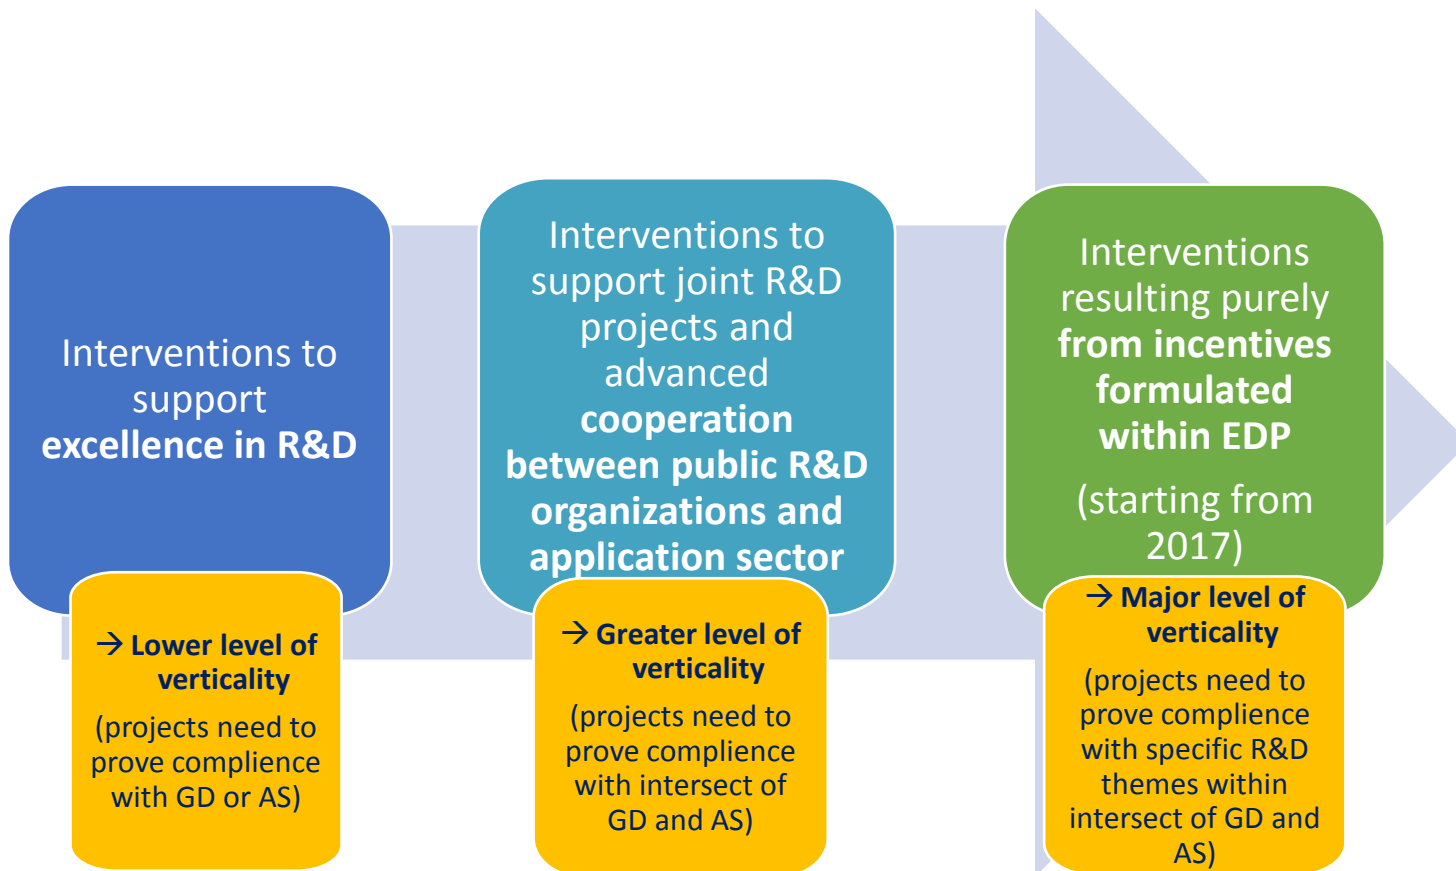 Interventions to
support
excellence in R&D
→ Lower level of
verticality
(projects need to
prove complience
with GD or AS)
Interventions to
support joint R&D
projects and
advanced
cooperation
between public R&D
organizations and
application sector
→ Greater level of
verticality
(projects need to
prove complience
with intersect of
GD and AS)
Interventions
resulting purely
from incentives
formulated
within EDP
(starting from
2017)
→ Major level of
verticality
(projects need to
prove complience
with specific R&D
themes within
intersect of GD and
AS)